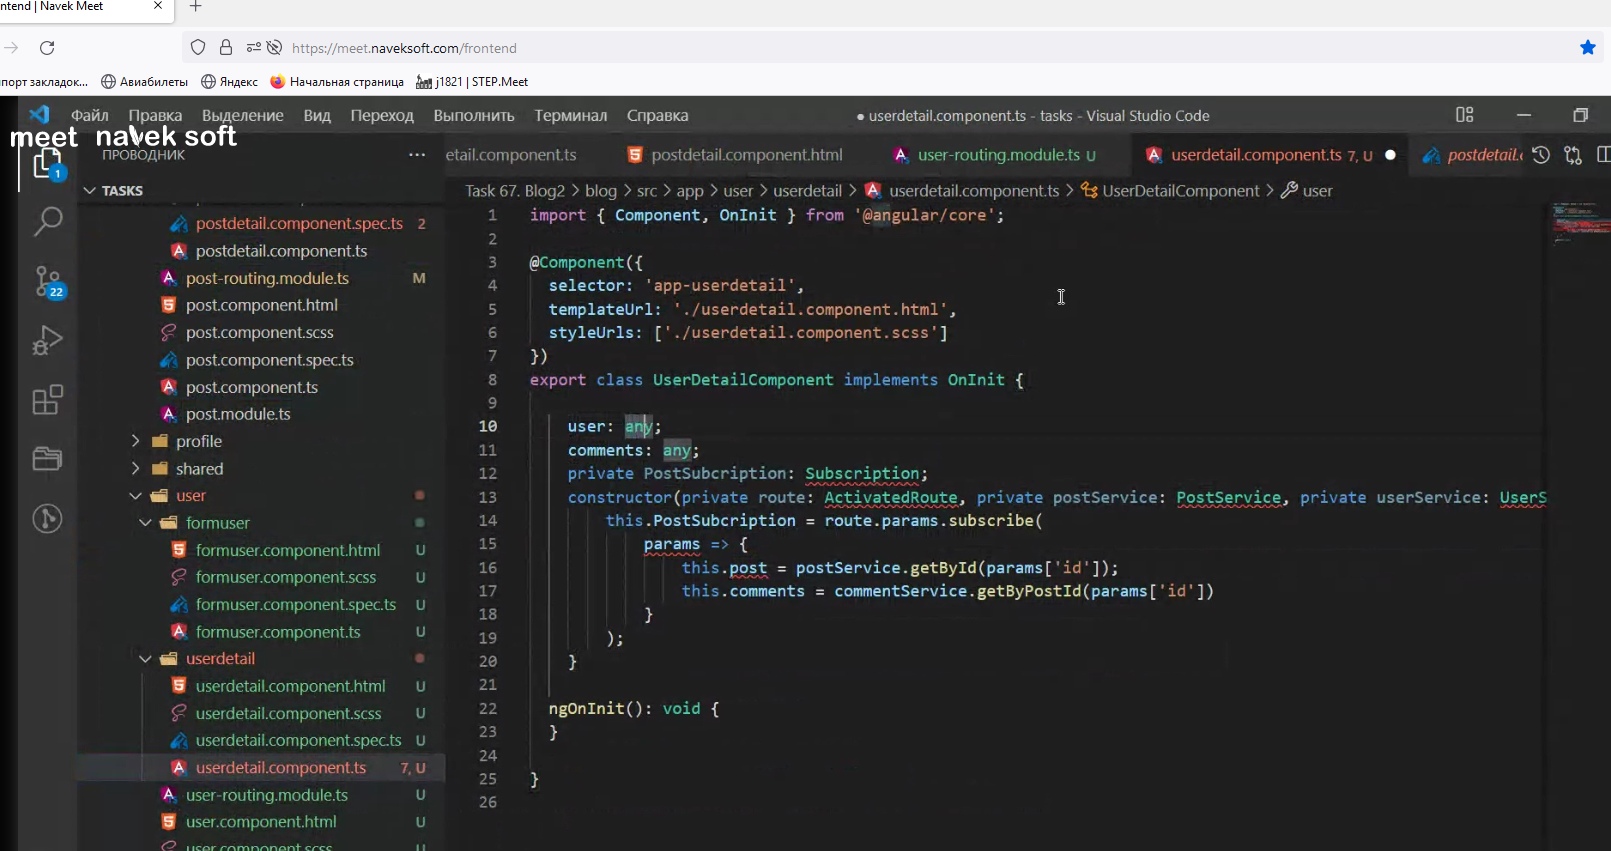 ntend | Navek Meet
https://meet.naveksoft.com/frontend
порт закладок...
Авиабилеты
Яндекс
Начальная страница
j1821 | STEP.Meet
Файл Правка Выделение Вид Переход Выполнить Терминал Справка
userdetail.component.ts - tasks - Visual Studio Code
meet navek soft
ПРОВОДНИК
etail.component.ts
postdetail.component.html
user-routing.module.ts U
userdetail.component.ts 7, U
postdetail.c
1
TASKS
Task 67. Blog2 > blog > src > app > user > userdetail > userdetail.component.ts > UserDetailComponent > user
postdetail.component.spec.ts 2
postdetail.component.ts
post-routing.module.ts M
22
post.component.html
post.component.scss
post.component.spec.ts
post.component.ts
post.module.ts
profile
shared
user
formuser
formuser.component.html U
formuser.component.scss U
formuser.component.spec.ts U
formuser.component.ts U
userdetail
userdetail.component.html U
userdetail.component.scss U
userdetail.component.spec.ts U
userdetail.component.ts 7, U
user-routing.module.ts U
user.component.html U
user.component.scss U
1 import { Component, OnInit } from '@angular/core';
2
3 @Component({
4 selector: 'app-userdetail',
5 templateUrl: './userdetail.component.html',
6 styleUrls: ['./userdetail.component.scss']
7 })
8 export class UserDetailComponent implements OnInit {
9
10 user: any;
11 comments: any;
12 private PostSubcription: Subscription;
13 constructor(private route: ActivatedRoute, private postService: PostService, private userService: UserS
14 this.PostSubcription = route.params.subscribe(
15 params => {
16 this.post = postService.getById(params['id']);
17 this.comments = commentService.getByPostId(params['id'])
18 }
19 );
20 }
21
22 ngOnInit(): void {
23 }
24
25 }
26